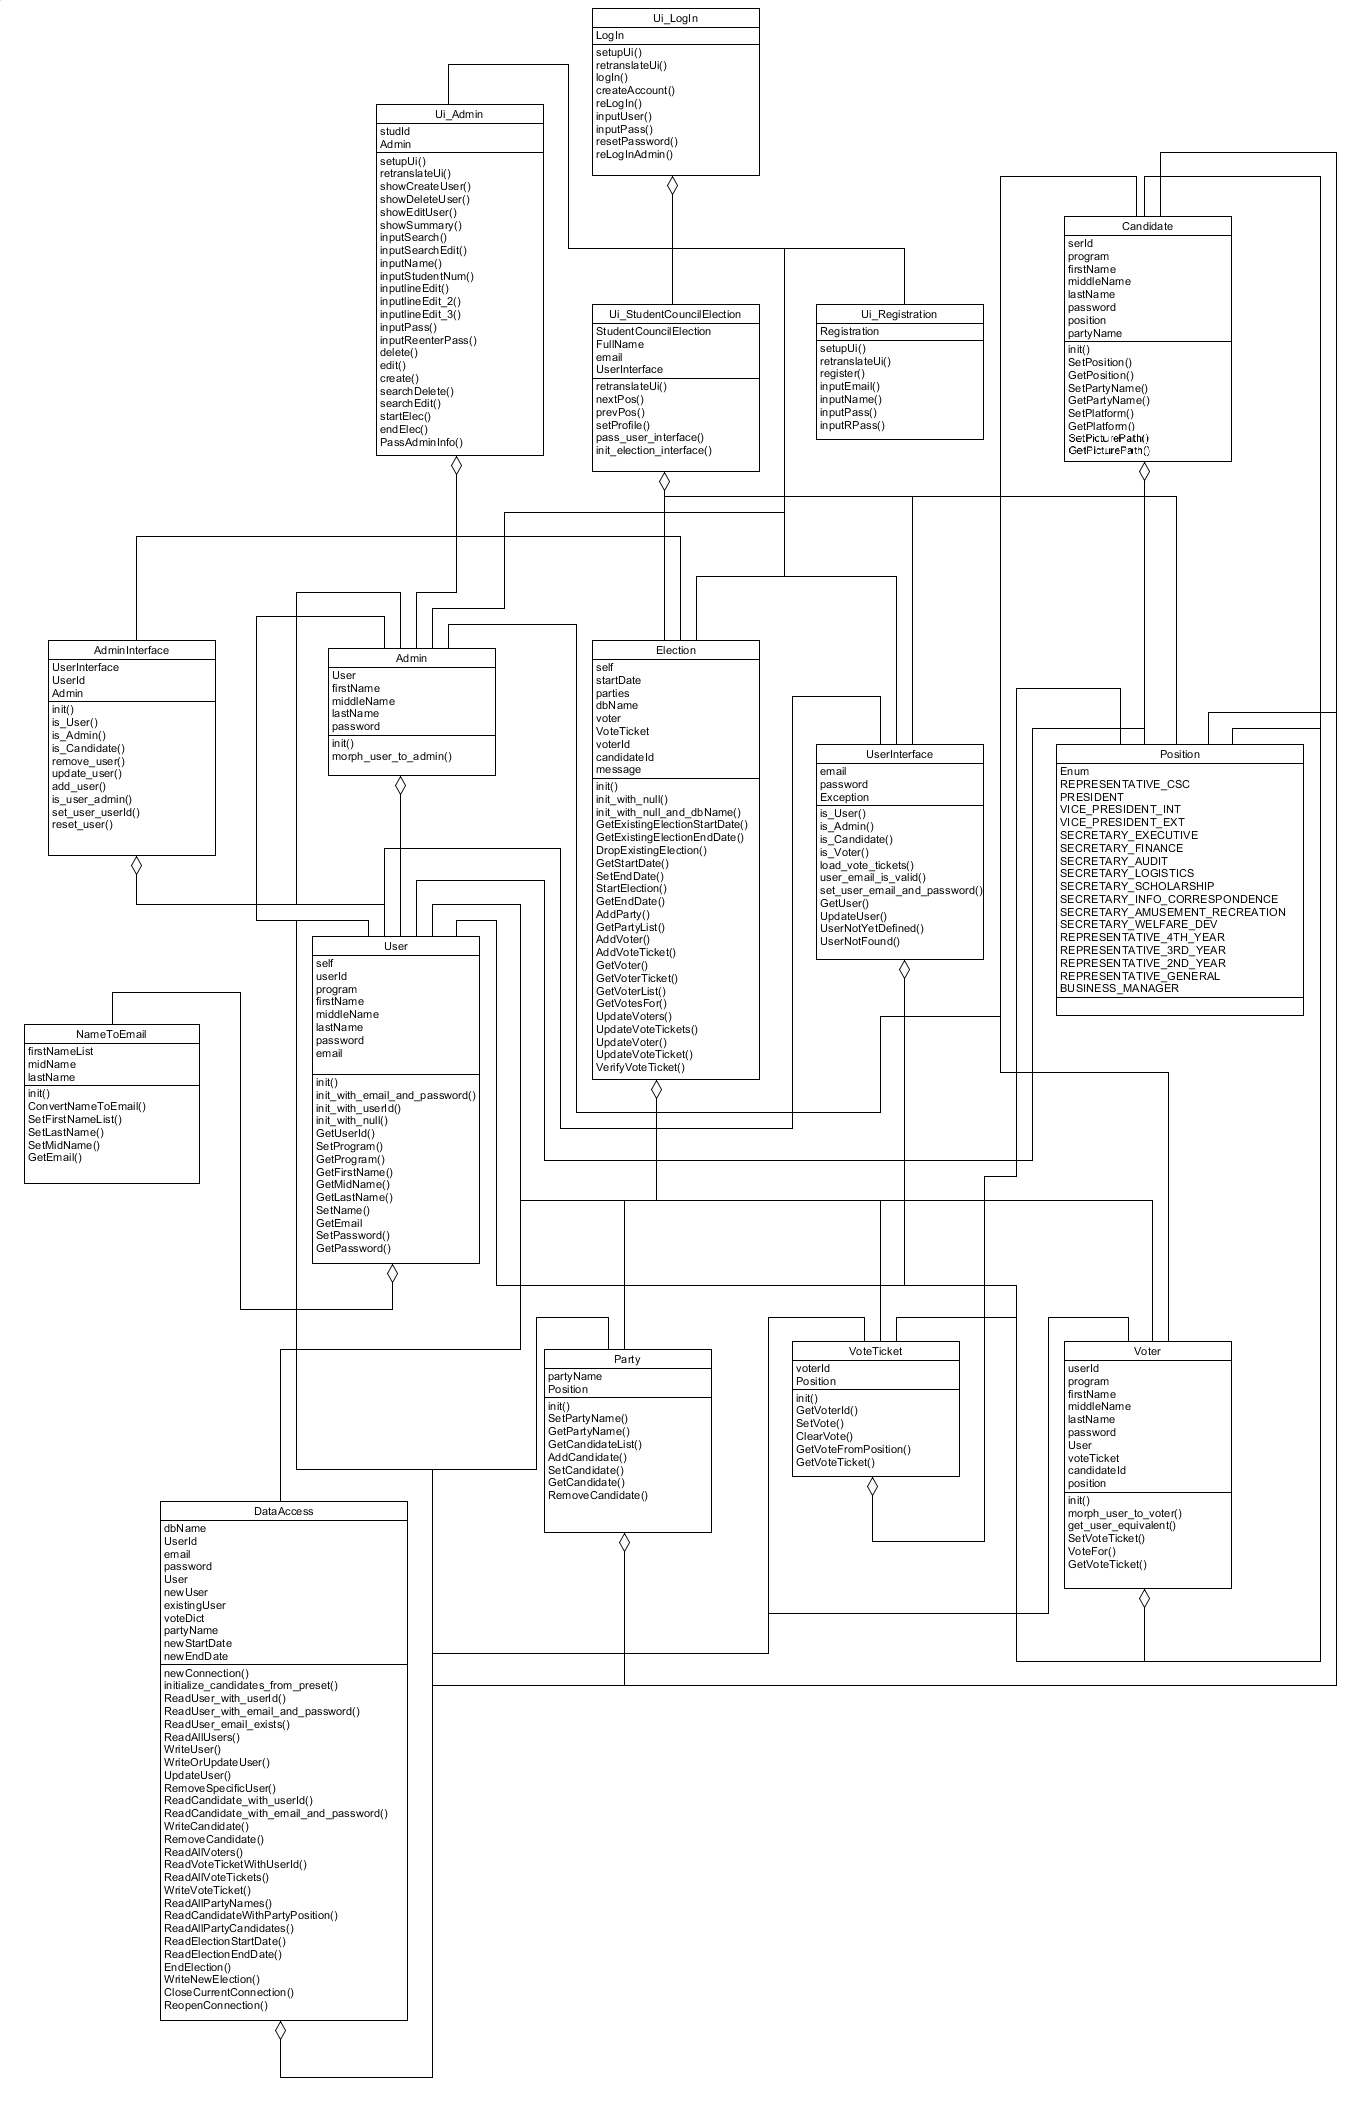 Ui_LogIn
LogIn
setupUi()
retranslateUi()
logIn()
createAccount()
reLogIn()
inputUser()
inputPass()
resetPassword()
reLogInAdmin()
Ui_Admin
studId
Admin
setupUi()
retranslateUi()
showCreateUser()
showDeleteUser()
showEditUser()
showSummary()
inputSearch()
inputSearchEdit()
inputName()
inputStudentNum()
inputlineEdit()
inputlineEdit_2()
inputlineEdit_3()
inputPass()
inputReenterPass()
delete()
edit()
create()
searchDelete()
searchEdit()
startElec()
endElec()
PassAdminInfo()
Ui_StudentCouncilElection
StudentCouncilElection
FullName
email
UserInterface
retranslateUi()
nextPos()
prevPos()
setProfile()
pass_user_interface()
init_election_interface()
Ui_Registration
Registration
setupUi()
retranslateUi()
register()
inputEmail()
inputName()
inputPass()
inputRPass()
Candidate
serId
program
firstName
middleName
lastName
password
position
partyName
init()
SetPosition()
GetPosition()
SetPartyName()
GetPartyName()
SetPlatform()
GetPlatform()
SetPicturePath()
GetPicturePath()
AdminInterface
UserInterface
UserId
Admin
init()
is_User()
is_Admin()
is_Candidate()
remove_user()
update_user()
add_user()
is_user_admin()
set_user_userId()
reset_user()
Admin
User
firstName
middleName
lastName
password
init()
morph_user_to_admin()
Election
self
startDate
parties
dbName
voter
VoteTicket
voterId
candidateId
message
init()
init_with_null()
init_with_null_and_dbName()
GetExistingElectionStartDate()
GetExistingElectionEndDate()
DropExistingElection()
GetStartDate()
SetEndDate()
StartElection()
GetEndDate()
AddParty()
GetPartyList()
AddVoter()
AddVoteTicket()
GetVoter()
GetVoterTicket()
GetVoterList()
GetVotesFor()
UpdateVoters()
UpdateVoteTickets()
UpdateVoter()
UpdateVoteTicket()
VerifyVoteTicket()
UserInterface
email
password
Exception
is_User()
is_Admin()
is_Candidate()
is_Voter()
load_vote_tickets()
user_email_is_valid()
set_user_email_and_password()
GetUser()
UpdateUser()
UserNotYetDefined()
UserNotFound()
Position
Enum
REPRESENTATIVE_CSC
PRESIDENT
VICE_PRESIDENT_INT
VICE_PRESIDENT_EXT
SECRETARY_EXECUTIVE
SECRETARY_FINANCE
SECRETARY_AUDIT
SECRETARY_LOGISTICS
SECRETARY_SCHOLARSHIP
SECRETARY_INFO_CORRESPONDENCE
SECRETARY_AMUSEMENT_RECREATION
SECRETARY_WELFARE_DEV
REPRESENTATIVE_4TH_YEAR
REPRESENTATIVE_3RD_YEAR
REPRESENTATIVE_2ND_YEAR
REPRESENTATIVE_GENERAL
BUSINESS_MANAGER
User
self
userId
program
firstName
middleName
lastName
password
email
init()
init_with_email_and_password()
init_with_userId()
init_with_null()
GetUserId()
SetProgram()
GetProgram()
GetFirstName()
GetMidName()
GetLastName()
SetName()
GetEmail
SetPassword()
GetPassword()
NameToEmail
firstNameList
midName
lastName
init()
ConvertNameToEmail()
SetFirstNameList()
SetLastName()
SetMidName()
GetEmail()
Party
partyName
Position
init()
SetPartyName()
GetPartyName()
GetCandidateList()
AddCandidate()
SetCandidate()
GetCandidate()
RemoveCandidate()
VoteTicket
voterId
Position
init()
GetVoterId()
SetVote()
ClearVote()
GetVoteFromPosition()
GetVoteTicket()
Voter
userId
program
firstName
middleName
lastName
password
User
voteTicket
candidateId
position
init()
morph_user_to_voter()
get_user_equivalent()
SetVoteTicket()
VoteFor()
GetVoteTicket()
DataAccess
dbName
UserId
email
password
User
newUser
existingUser
voteDict
partyName
newStartDate
newEndDate
newConnection()
initialize_candidates_from_preset()
ReadUser_with_userId()
ReadUser_with_email_and_password()
ReadUser_email_exists()
ReadAllUsers()
WriteUser()
WriteOrUpdateUser()
UpdateUser()
RemoveSpecificUser()
ReadCandidate_with_userId()
ReadCandidate_with_email_and_password()
WriteCandidate()
RemoveCandidate()
ReadAllVoters()
ReadVoteTicketWithUserId()
ReadAllVoteTickets()
WriteVoteTicket()
ReadAllPartyNames()
ReadCandidateWithPartyPosition()
ReadAllPartyCandidates()
ReadElectionStartDate()
ReadElectionEndDate()
EndElection()
WriteNewElection()
CloseCurrentConnection()
ReopenConnection()